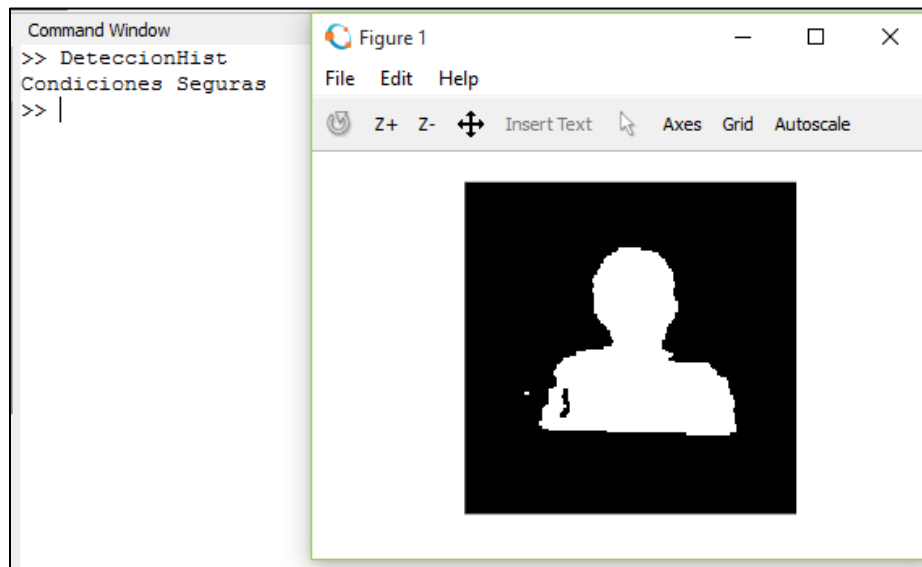 Command Window
>> DeteccionHist
Condiciones Seguras
>>
Figure 1
File Edit Help
Z+ Z- Insert Text Axes Grid Autoscale